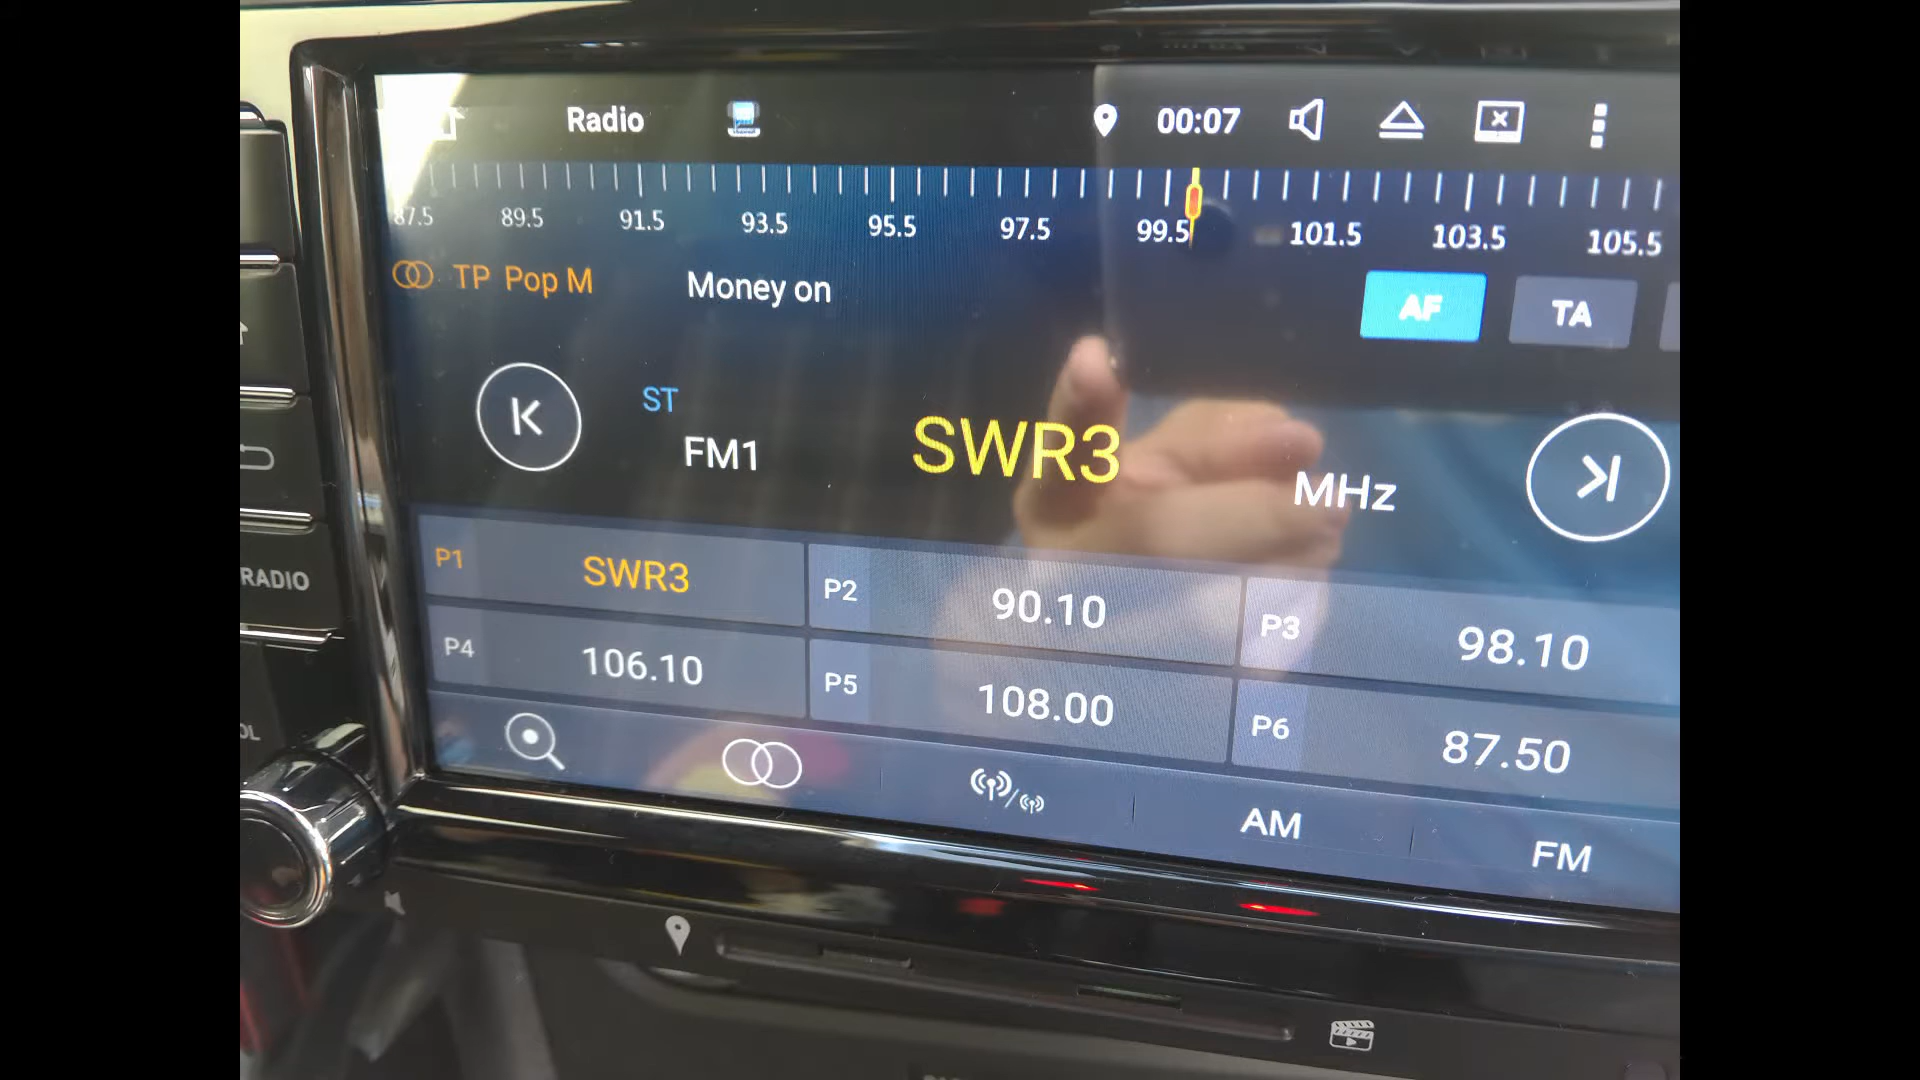 Radio 00:07
87.5 89.5 91.5 93.5 95.5 97.5 99.5 101.5 103.5 105.5
TP Pop M Money on AF TA
ST
FM1 SWR3 MHz
P1 SWR3 P2 90.10 P3 98.10
P4 106.10 P5 108.00 P6 87.50
AM FM
RADIO
OL